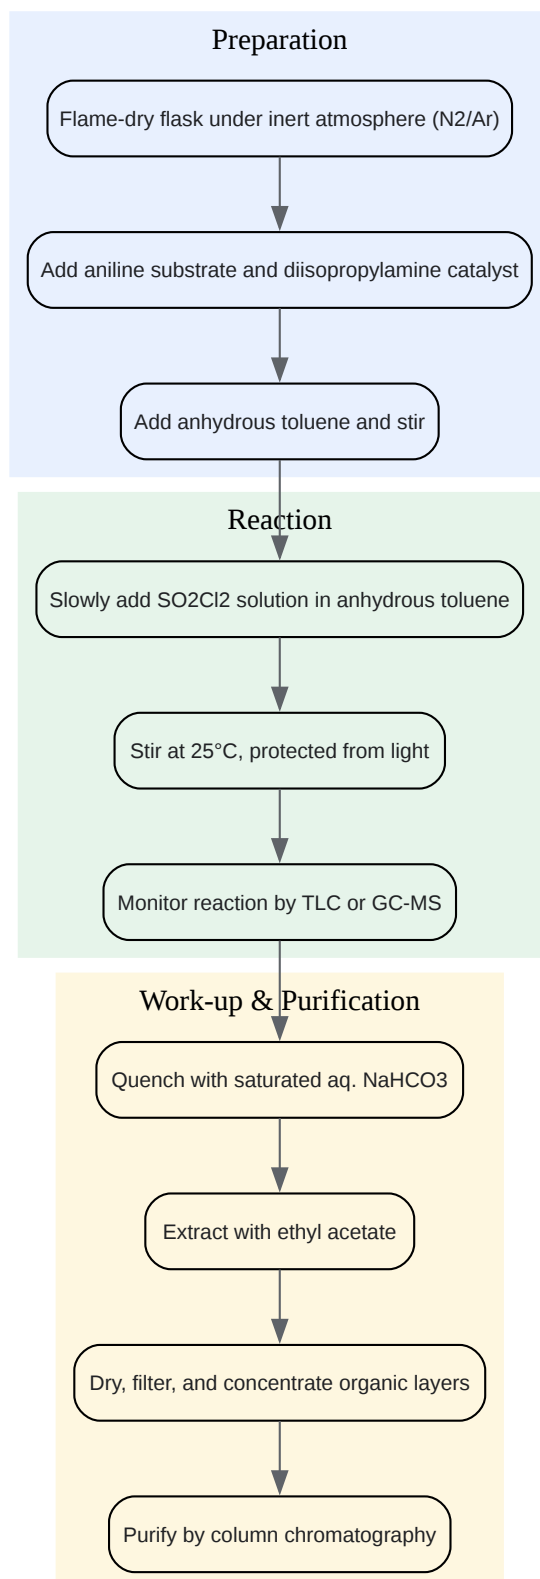 Preparation
Flame-dry flask under inert atmosphere (N2/Ar)
Add aniline substrate and diisopropylamine catalyst
Add anhydrous toluene and stir
Reaction
Slowly add SO2Cl2 solution in anhydrous toluene
Stir at 25°C, protected from light
Monitor reaction by TLC or GC-MS
Work-up & Purification
Quench with saturated aq. NaHCO3
Extract with ethyl acetate
Dry, filter, and concentrate organic layers
Purify by column chromatography